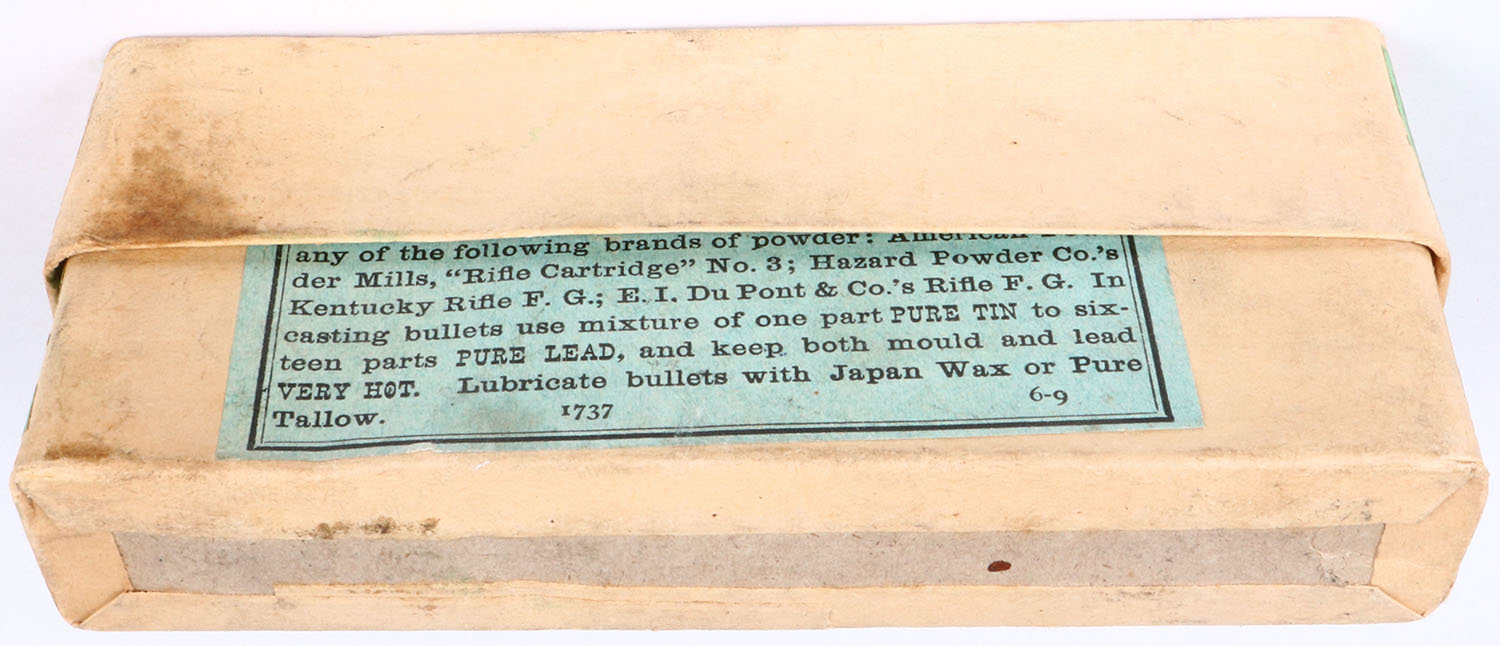 any of the following brands of powder: American Pow-
der Mills, "Rifle Cartridge" No. 3; Hazard Powder Co.'s
Kentucky Rifle F. G.; E. I. Du Pont & Co.'s Rifle F. G. In
casting bullets use mixture of one part PURE TIN to six-
teen parts PURE LEAD, and keep both mould and lead
VERY HOT. Lubricate bullets with Japan Wax or Pure
Tallow. 1737 6-9